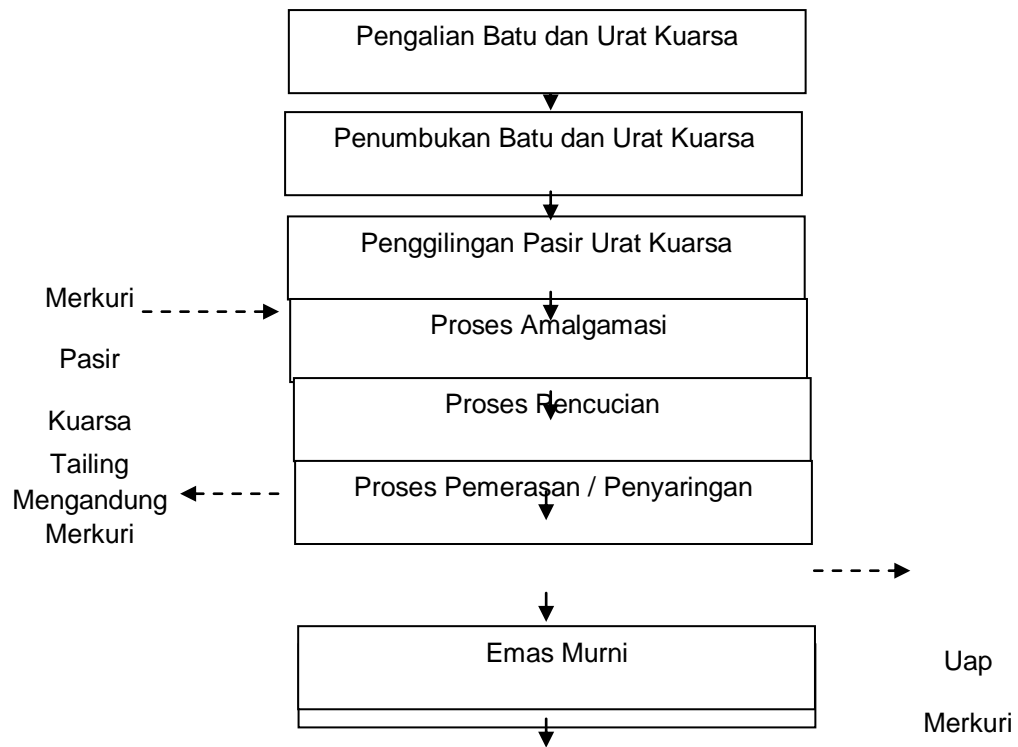 Pengalian Batu dan Urat Kuarsa
Penumbukan Batu dan Urat Kuarsa
Penggilingan Pasir Urat Kuarsa
Merkuri
Proses Amalgamasi
Pasir
Proses Pencucian
Kuarsa
Tailing
Mengandung
Merkuri
Proses Pemerasan / Penyaringan
Emas Murni
Uap
Merkuri